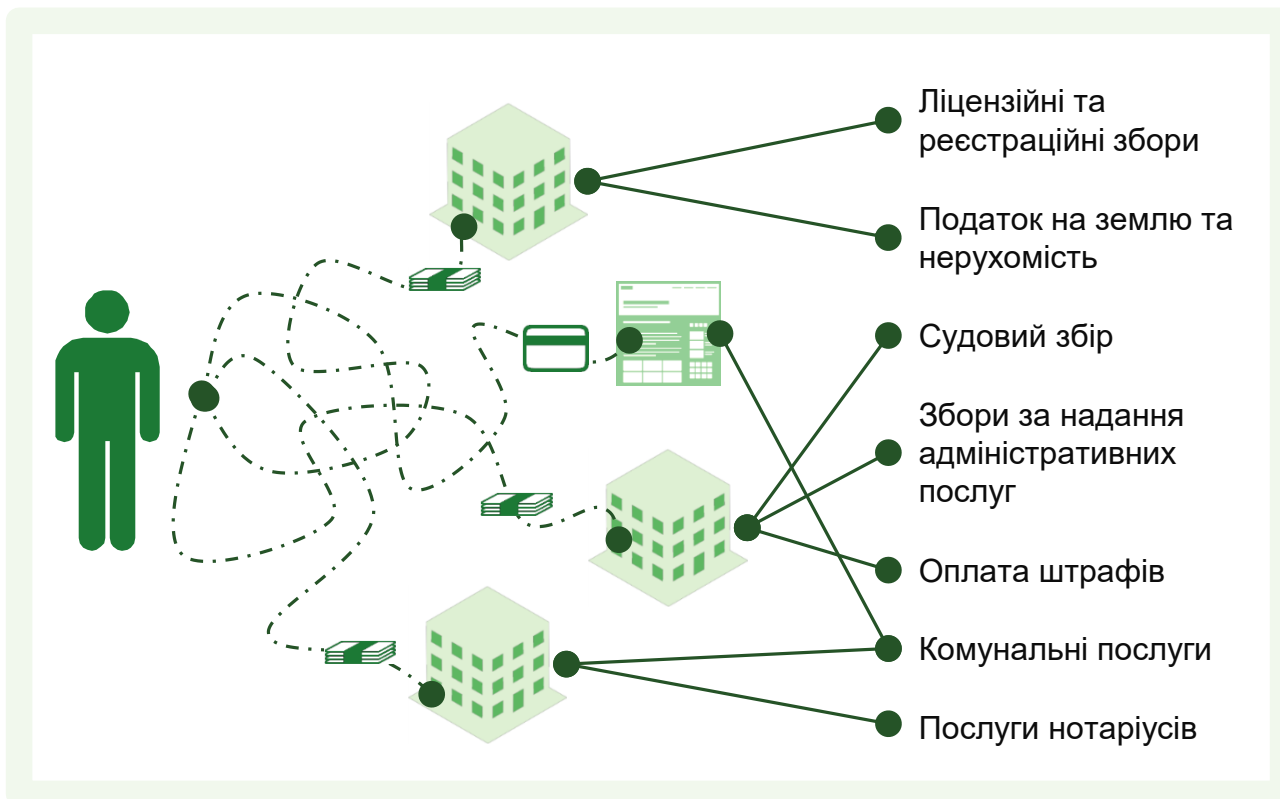 Ліцензійні та
реєстраційні збори
Податок на землю та
нерухомість
Судовий збір
Збори за надання
адміністративних
послуг
Оплата штрафів
Комунальні послуги
Послуги нотаріусів